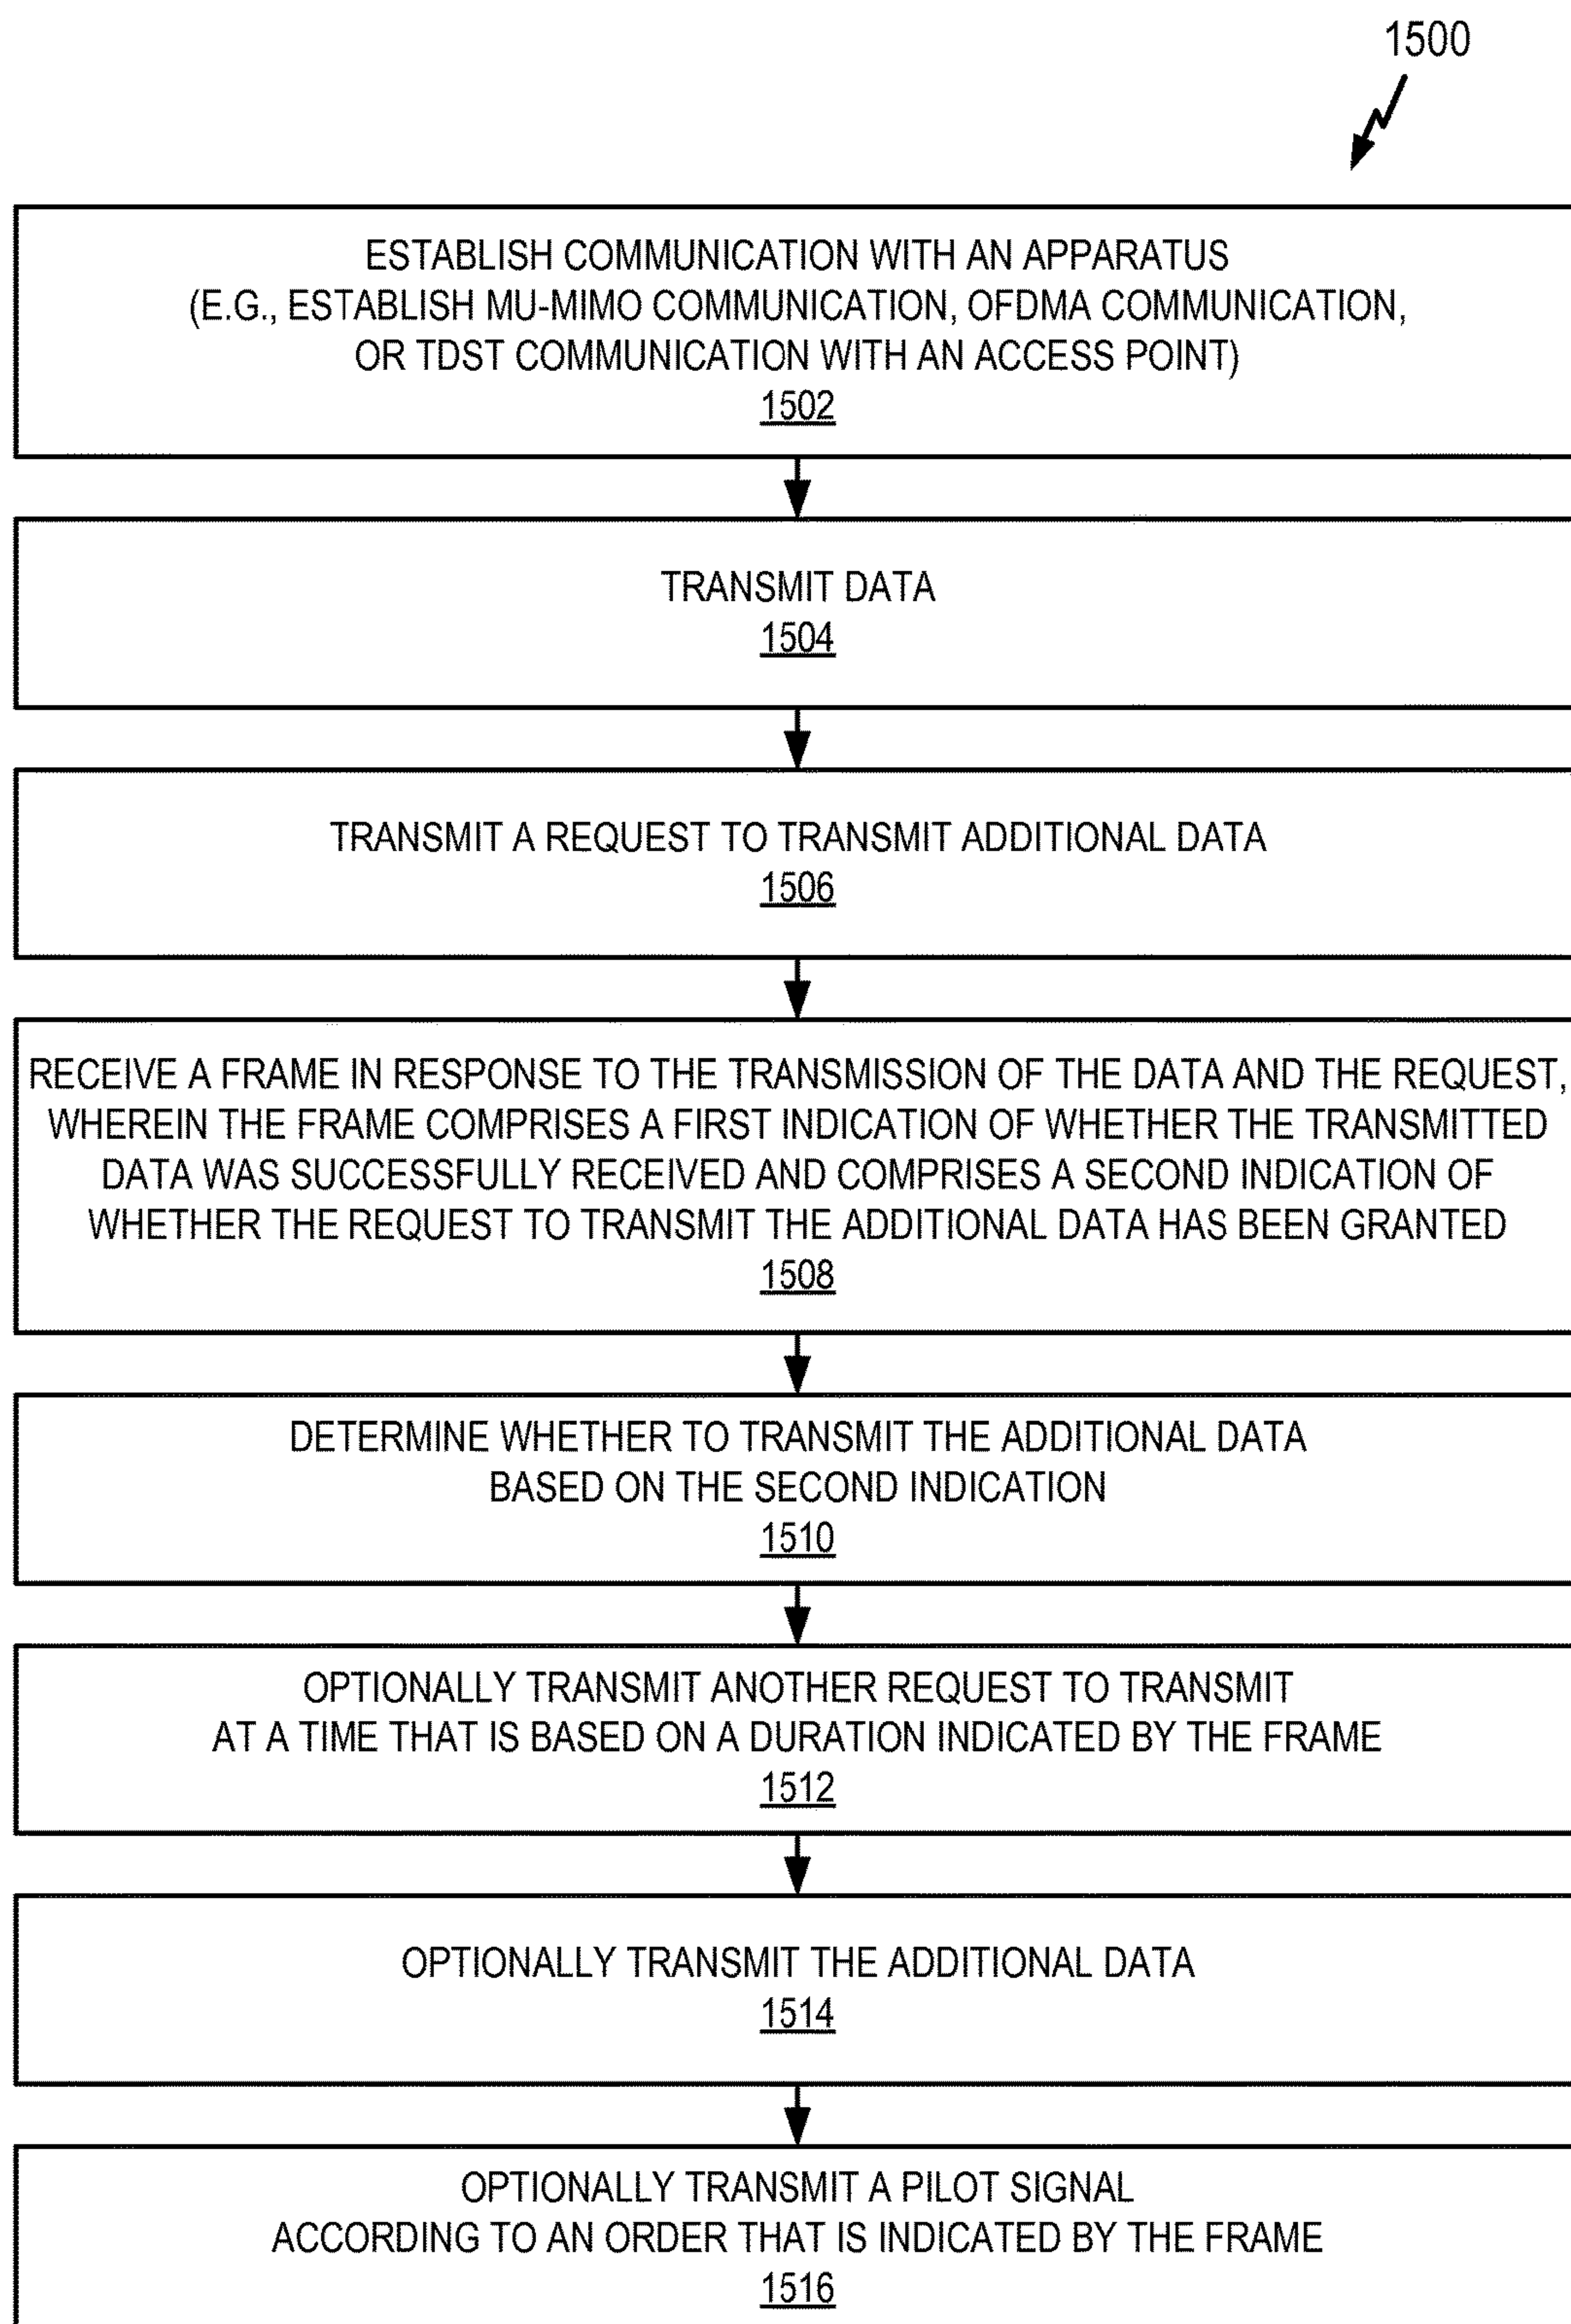 1500
ESTABLISH COMMUNICATION WITH AN APPARATUS
(E.G., ESTABLISH MU-MIMO COMMUNICATION, OFDMA COMMUNICATION,
OR TDST COMMUNICATION WITH AN ACCESS POINT)
1502
TRANSMIT DATA
1504
TRANSMIT A REQUEST TO TRANSMIT ADDITIONAL DATA
1506
RECEIVE A FRAME IN RESPONSE TO THE TRANSMISSION OF THE DATA AND THE REQUEST,
WHEREIN THE FRAME COMPRISES A FIRST INDICATION OF WHETHER THE TRANSMITTED
DATA WAS SUCCESSFULLY RECEIVED AND COMPRISES A SECOND INDICATION OF
WHETHER THE REQUEST TO TRANSMIT THE ADDITIONAL DATA HAS BEEN GRANTED
1508
DETERMINE WHETHER TO TRANSMIT THE ADDITIONAL DATA
BASED ON THE SECOND INDICATION
1510
OPTIONALLY TRANSMIT ANOTHER REQUEST TO TRANSMIT
AT A TIME THAT IS BASED ON A DURATION INDICATED BY THE FRAME
1512
OPTIONALLY TRANSMIT THE ADDITIONAL DATA
1514
OPTIONALLY TRANSMIT A PILOT SIGNAL
ACCORDING TO AN ORDER THAT IS INDICATED BY THE FRAME
1516